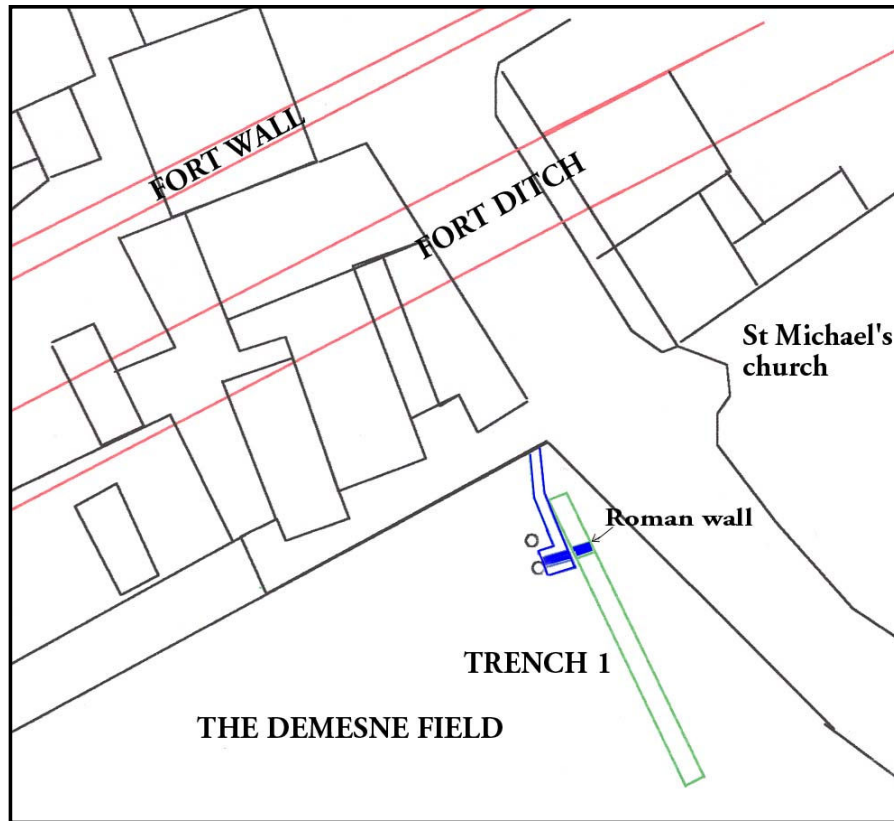 FORT WALL
FORT DITCH
St Michael's
church
Roman wall
TRENCH 1
THE DEMESNE FIELD